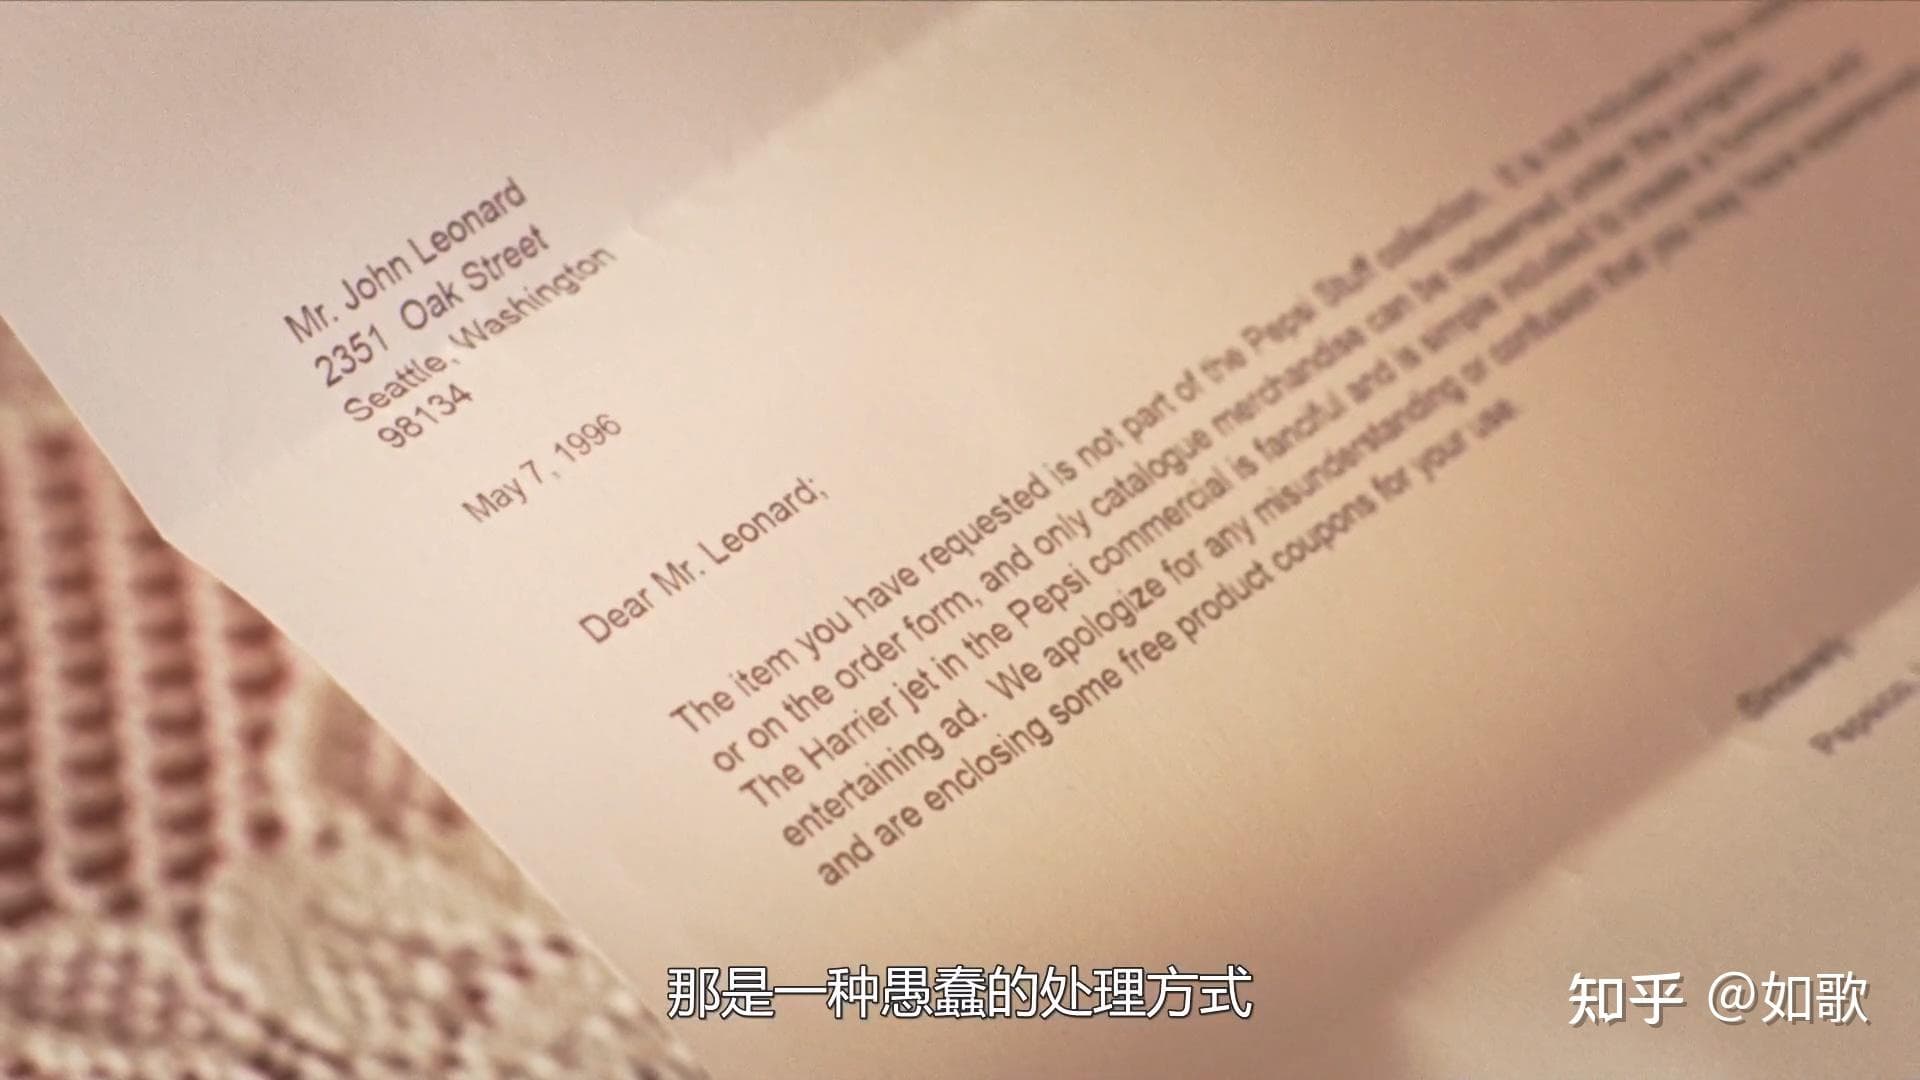 Mr. John Leonard
2351 Oak Street
Seattle, Washington
98134
May 7, 1996
Dear Mr. Leonard;
The item you have requested is not part of the Pepsi Stuff collection. It is not included in the
or on the order form, and only catalogue merchandise can be redeemed under this program.
The Harrier jet in the Pepsi commercial is fanciful and is simple included to create a humorous and
entertaining ad. We apologize for any misunderstanding or confusion that you may have experienced
and are enclosing some free product coupons for your use.
Sincerely,
那是一种愚蠢的处理方式
知乎 @如歌